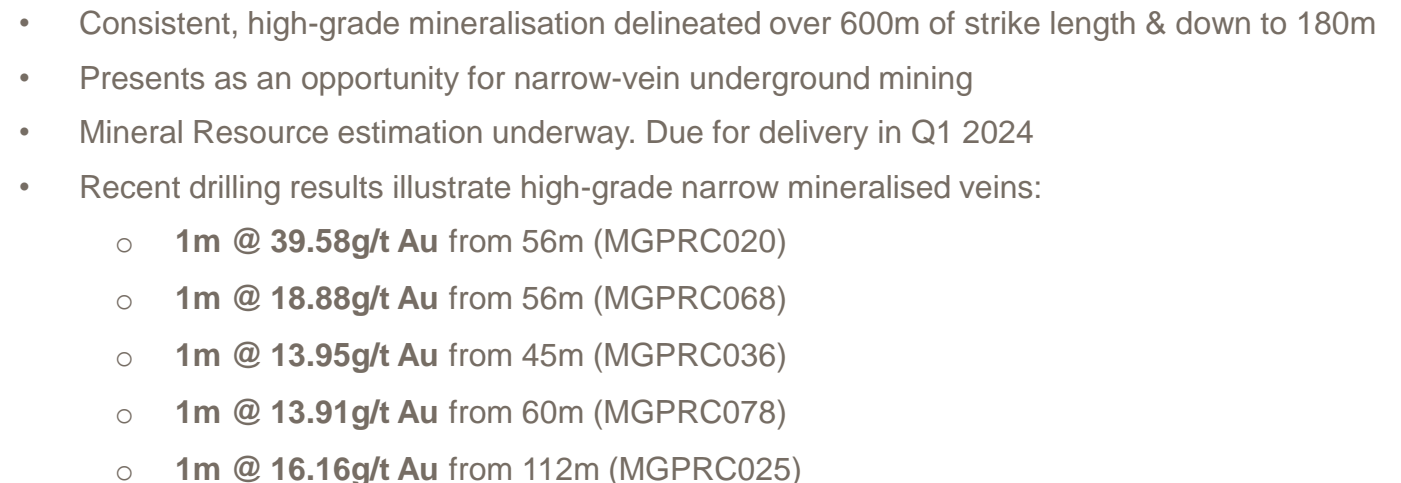 • Consistent, high-grade mineralisation delineated over 600m of strike length & down to 180m
• Presents as an opportunity for narrow-vein underground mining
• Mineral Resource estimation underway. Due for delivery in Q1 2024
• Recent drilling results illustrate high-grade narrow mineralised veins:
○ 1m @ 39.58g/t Au from 56m (MGPRC020)
○ 1m @ 18.88g/t Au from 56m (MGPRC068)
○ 1m @ 13.95g/t Au from 45m (MGPRC036)
○ 1m @ 13.91g/t Au from 60m (MGPRC078)
○ 1m @ 16.16g/t Au from 112m (MGPRC025)